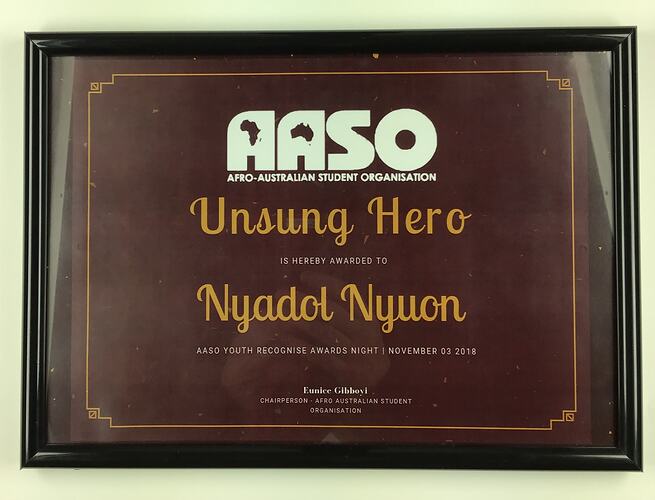 AASO
AFRO-AUSTRALIAN STUDENT ORGANISATION
Unsung Hero
IS HEREBY AWARDED TO
Nyadol Nyuon
AASO YOUTH RECOGNISE AWARDS NIGHT | NOVEMBER 03 2018
Eunice Gibboyi
CHAIRPERSON - AFRO AUSTRALIAN STUDENT
ORGANISATION